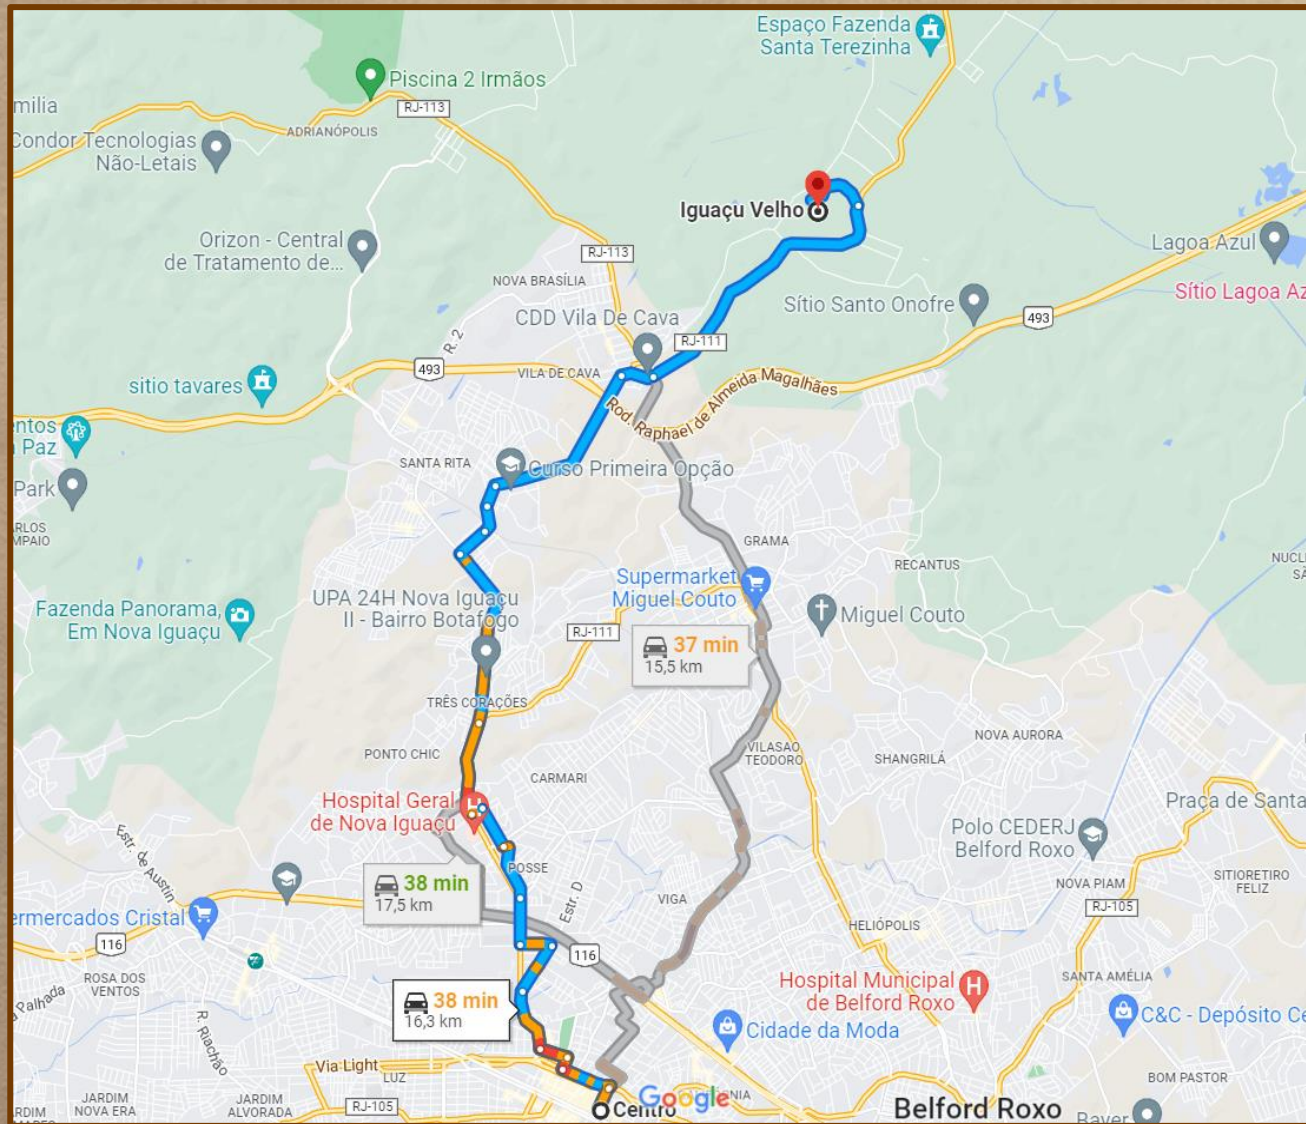 Espaço Fazenda
Santa Terezinha
Piscina 2 Irmãos
RJ-113
milia
ADRIANÓPOLIS
Condor Tecnologias
Não-Letais
Iguaçu Velho
Orizon - Central
de Tratamento de...
RJ-113
Lagoa Azul
NOVA BRASÍLIA
Sítio Lagoa Az
Sítio Santo Onofre
CDD Vila De Cava
493
R. 2
RJ-111
493
VILA DE CAVA
sitio tavares
Rod. Raphael de Almeida Magalhães
entos
Paz
SANTA RITA
Curso Primeira Opção
Park
ARLOS
MPAIO
GRAMA
RECANTUS
NUCL
Supermarket
Miguel Couto
UPA 24H Nova Iguaçu
II - Bairro Botafogo
Fazenda Panorama,
Em Nova Iguaçu
Miguel Couto
RJ-111
37 min
15,5 km
TRÊS CORAÇÕES
NOVA AURORA
PONTO CHIC
VILASAO
TEODORO
SHANGRILÁ
CARMARI
Hospital Geral
de Nova Iguaçu
Praça de Santa
Polo CEDERJ
Belford Roxo
Estr. de Austin
POSSE
38 min
17,5 km
Estr. D
VIGA
NOVA PIAM
SITIORETIRO
FELIZ
RJ-105
ermercados Cristal
HELIÓPOLIS
116
116
ROSA DOS
VENTOS
Palhada
Hospital Municipal
de Belford Roxo
SANTA AMÉLIA
38 min
16,3 km
R. Riachão
Cidade da Moda
C&C - Depósito Ce
Via Light
LUZ
BOM PASTOR
JARDIM
NOVA ERA
JARDIM
ALVORADA
RJ-105
Centro
Google
NIA
Belford Roxo
Bayer
RDIM